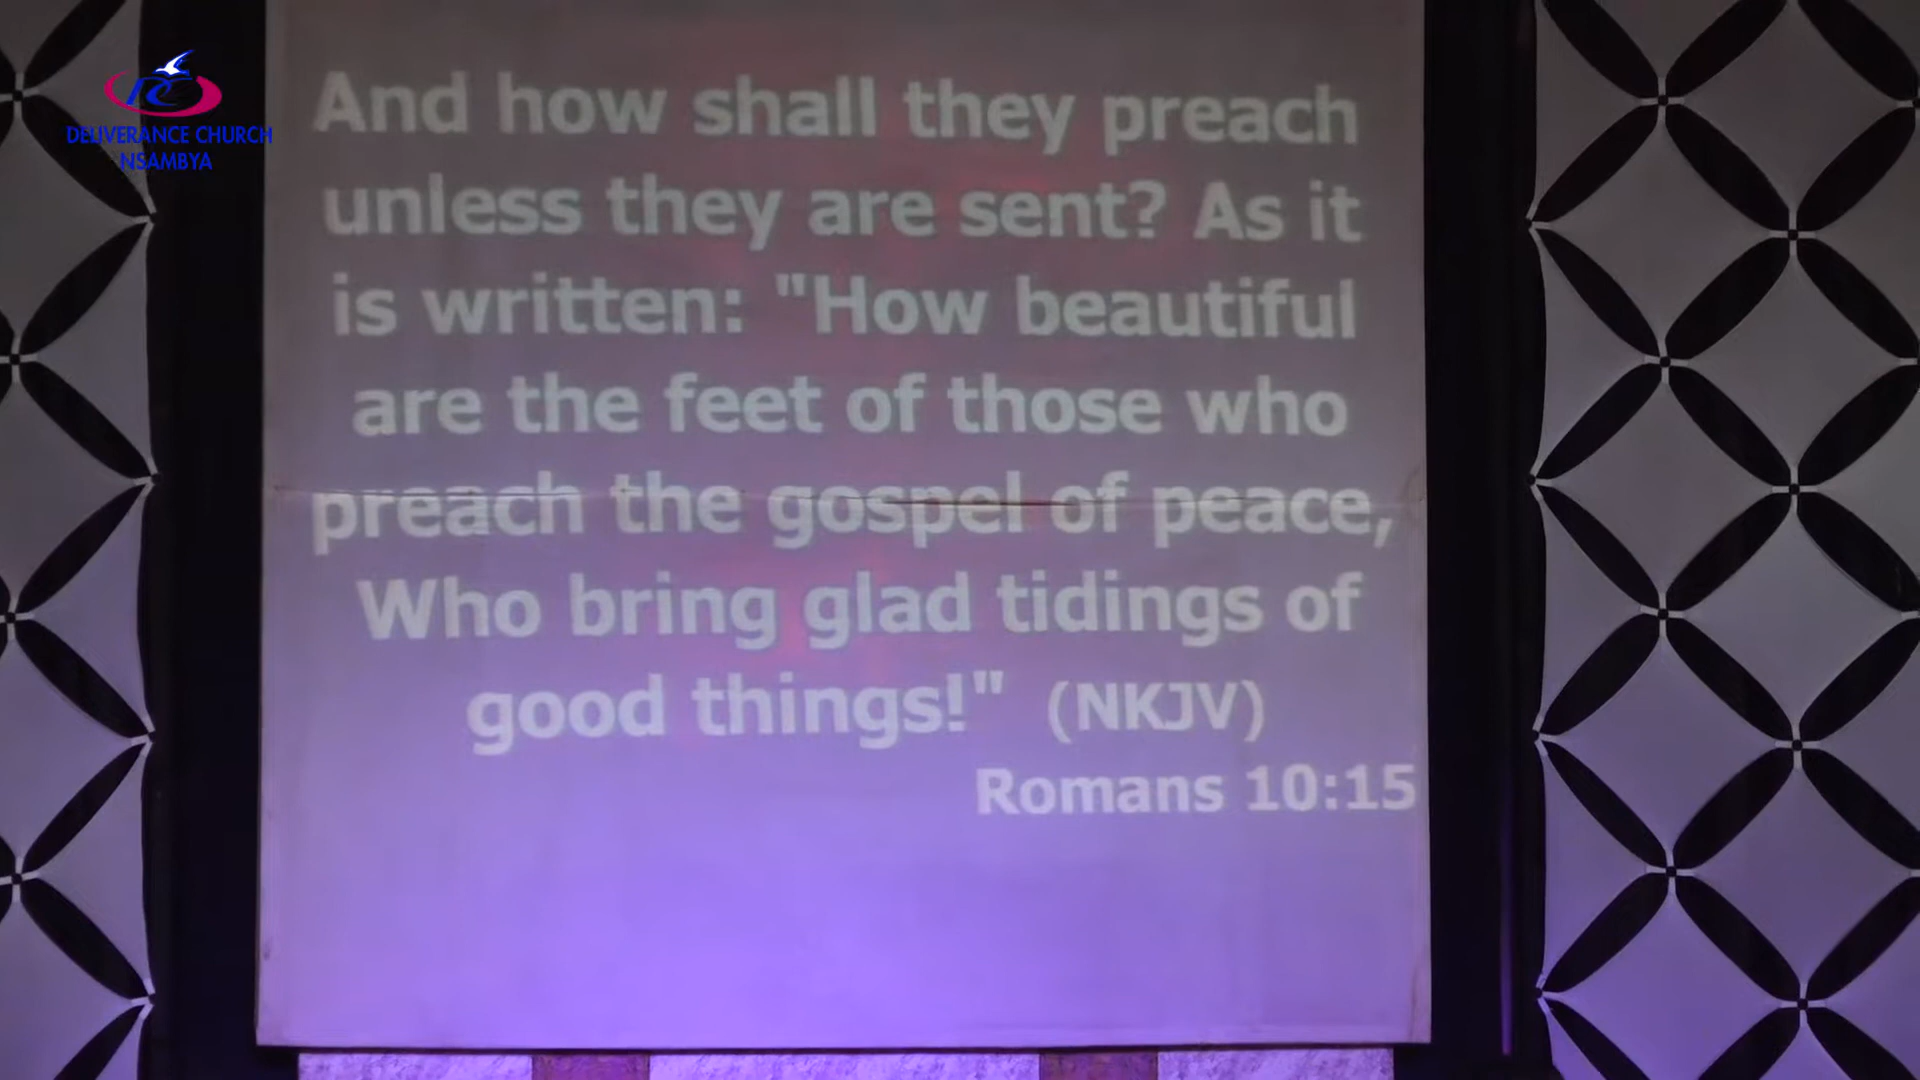 DELIVERANCE CHURCH
NSAMBYA
And how shall they preach
unless they are sent? As it
is written: "How beautiful
are the feet of those who
preach the gospel of peace,
Who bring glad tidings of
good things!" (NKJV)
Romans 10:15